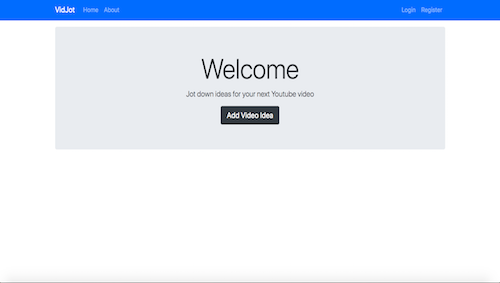 VidJot Home About Login Register
Welcome
Jot down ideas for your next Youtube video
Add Video Idea